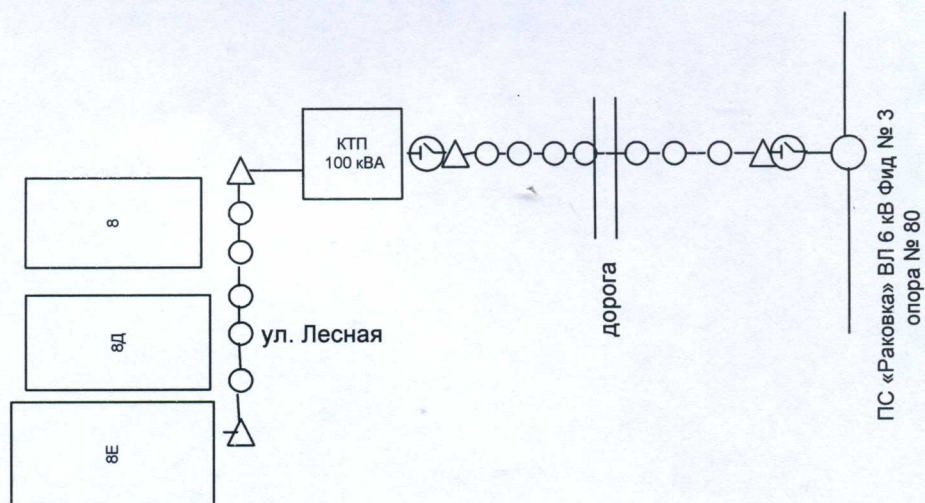 КТП
100 кВА
8
8Д
8Е
ул. Лесная
дорога
ПС «Раковка» ВЛ 6 кВ Фид № 3
опора № 80